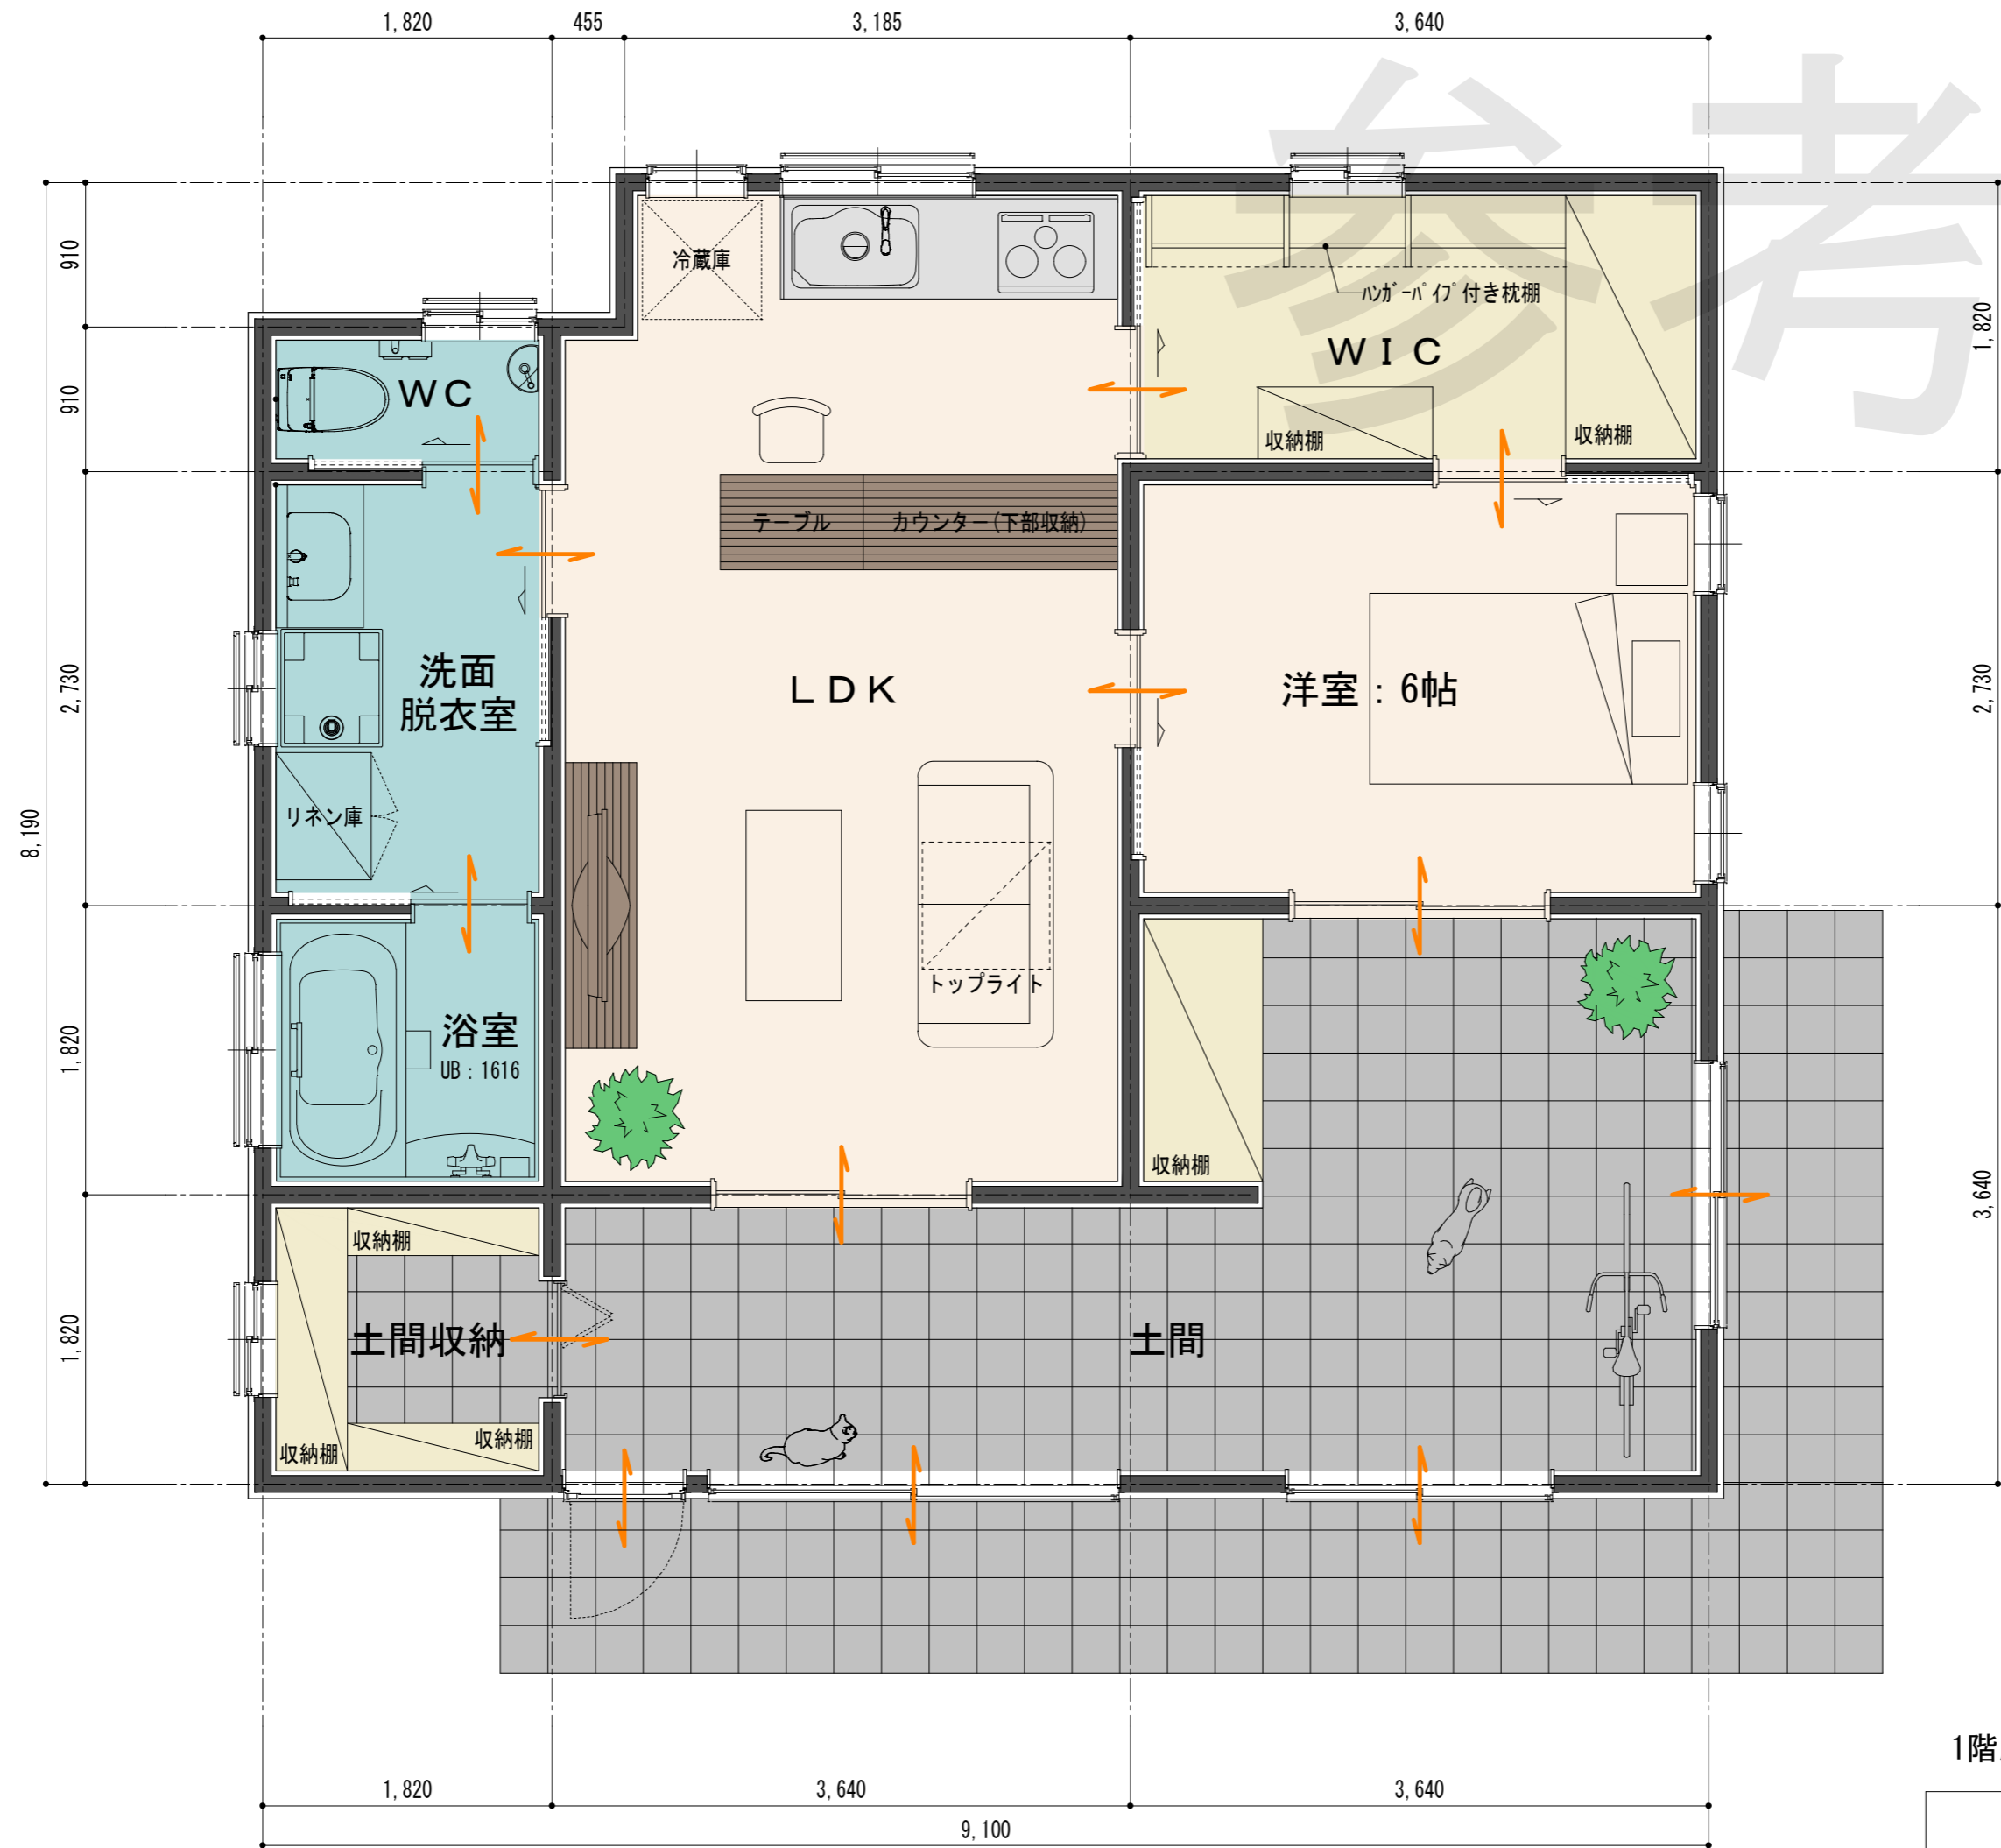 1,820 455 3,185 3,640
参考
910
910
2,730
1,820
1,820
8,190
1,820
2,730
3,640
冷蔵庫
ハンガーパイプ付き枕棚
WIC
収納棚
収納棚
WC
テーブル
カウンター(下部収納)
洗面
脱衣室
LDK
洋室:6帖
リネン庫
トップライト
浴室
UB:1616
収納棚
収納棚
土間収納
土間
収納棚
収納棚
1階
1,820 3,640 3,640
9,100